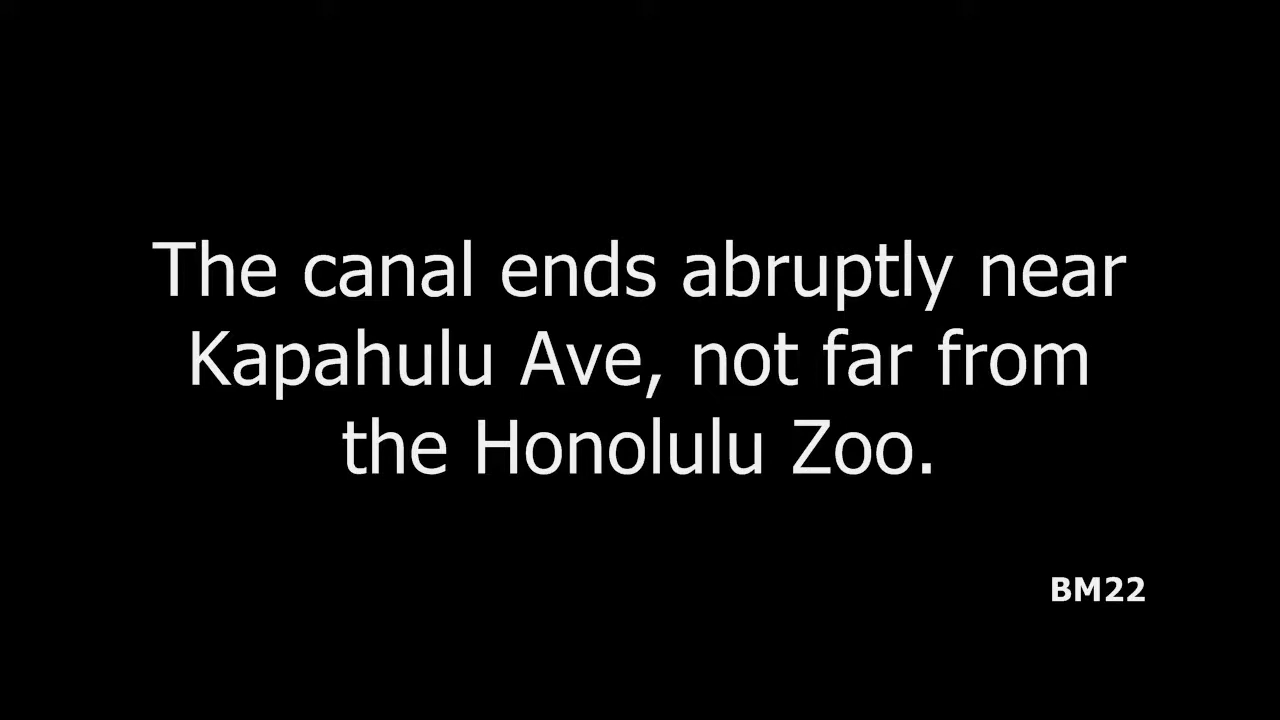 The canal ends abruptly near
Kapahulu Ave, not far from
the Honolulu Zoo.
BM22